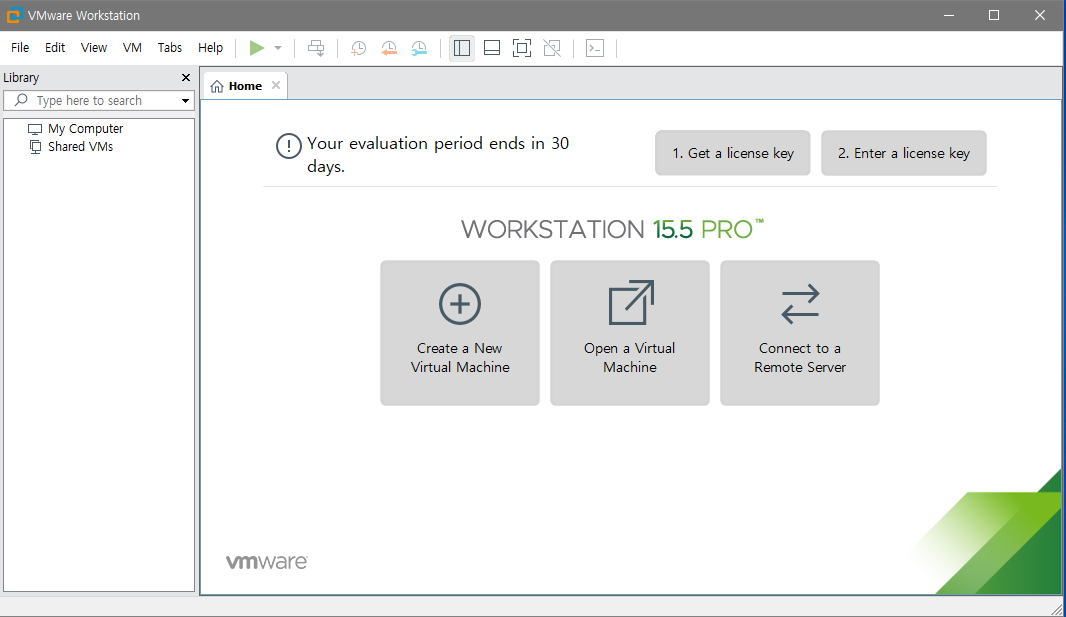 VMware Workstation
File Edit View VM Tabs Help
Library
Type here to search
My Computer
Shared VMs
Home
Your evaluation period ends in 30
days.
1. Get a license key
2. Enter a license key
WORKSTATION 15.5 PRO™
Create a New
Virtual Machine
Open a Virtual
Machine
Connect to a
Remote Server
vmware